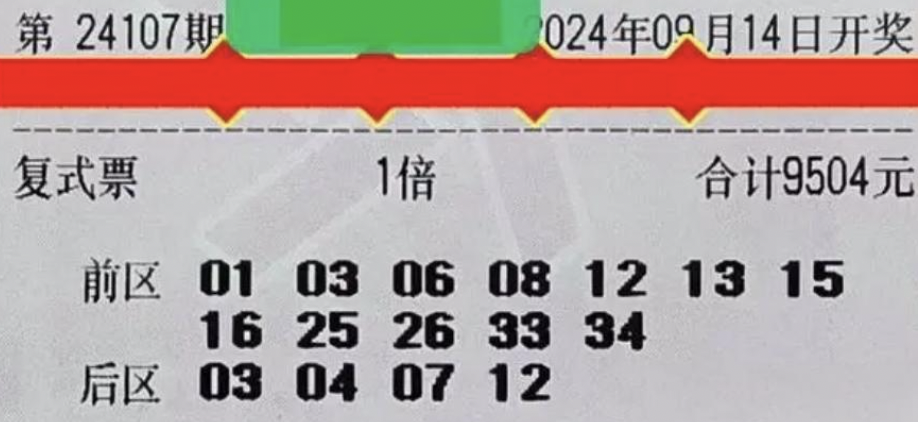 第 24107期 2024年09月14日开奖
复式票 1倍 合计9504元
前区 01 03 06 08 12 13 15
16 25 26 33 34
后区 03 04 07 12